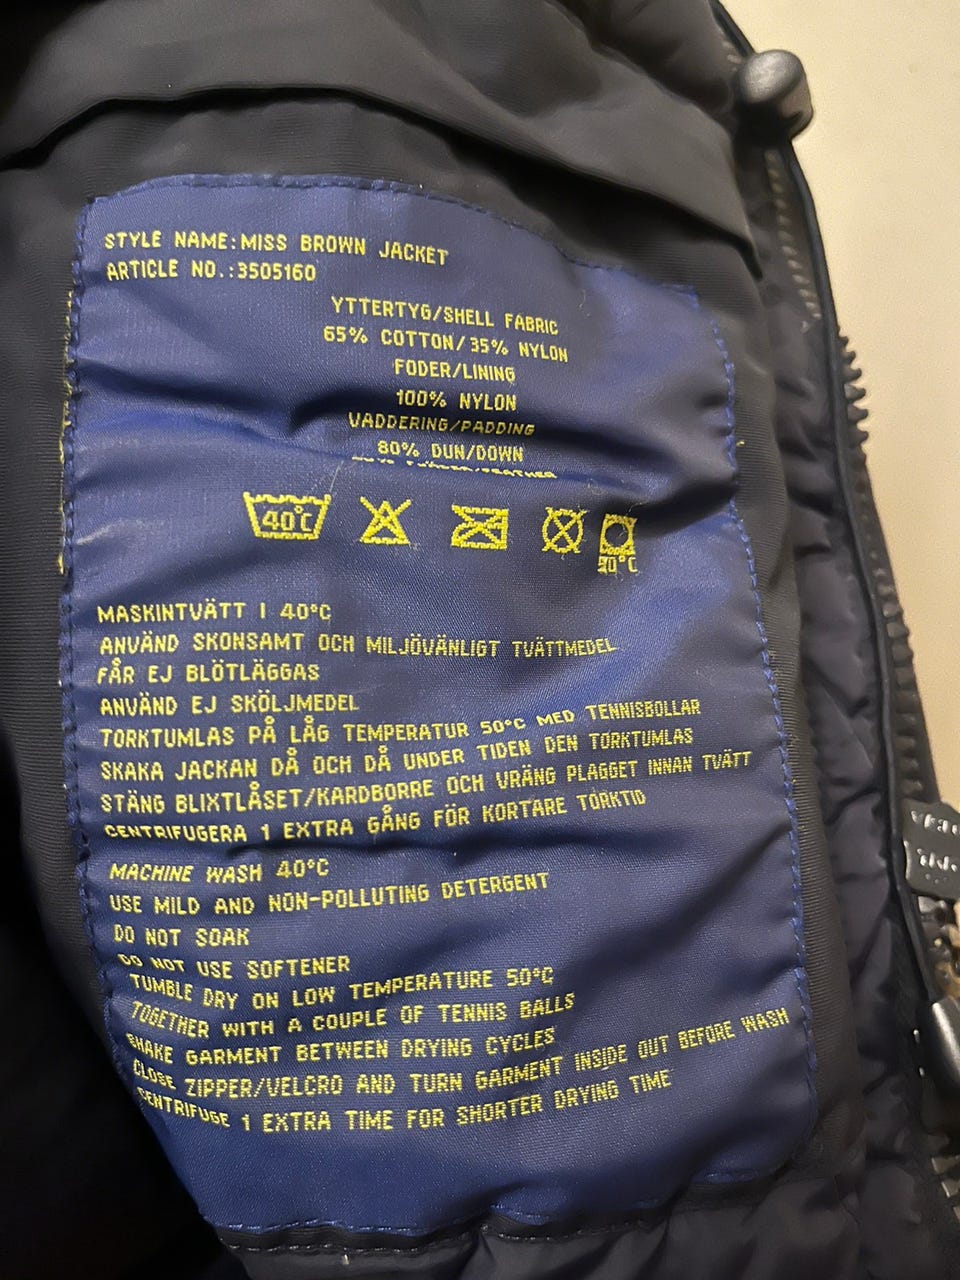 STYLE NAME:MISS BROWN JACKET
ARTICLE NO.:3505160
YTTERTYG/SHELL FABRIC
65% COTTON/35% NYLON
FODER/LINING
100% NYLON
VADDERING/PADDING
80% DUN/DOWN
40°C
MASKINTVÄTT I 40°C
ANVÄND SKONSAMT OCH MILJÖVÄNLIGT TVÄTTMEDEL
FÅR EJ BLÖTLÄGGAS
ANVÄND EJ SKÖLJMEDEL
TORKTUMLAS PÅ LÅG TEMPERATUR 50°C MED TENNISBOLLAR
SKAKA JACKAN DÅ OCH DÅ UNDER TIDEN DEN TORKTUMLAS
STÄNG BLIXTLÅSET/KARDBORRE OCH VRÄNG PLAGGET INNAN TVÄTT
CENTRIFUGERA 1 EXTRA GÅNG FÖR KORTARE TORKTID
MACHINE WASH 40°C
USE MILD AND NON-POLLUTING DETERGENT
DO NOT SOAK
DO NOT USE SOFTENER
TUMBLE DRY ON LOW TEMPERATURE 50°C
TOGETHER WITH A COUPLE OF TENNIS BALLS
SHAKE GARMENT BETWEEN DRYING CYCLES
CLOSE ZIPPER/VELCRO AND TURN GARMENT INSIDE OUT BEFORE WASH
CENTRIFUGE 1 EXTRA TIME FOR SHORTER DRYING TIME